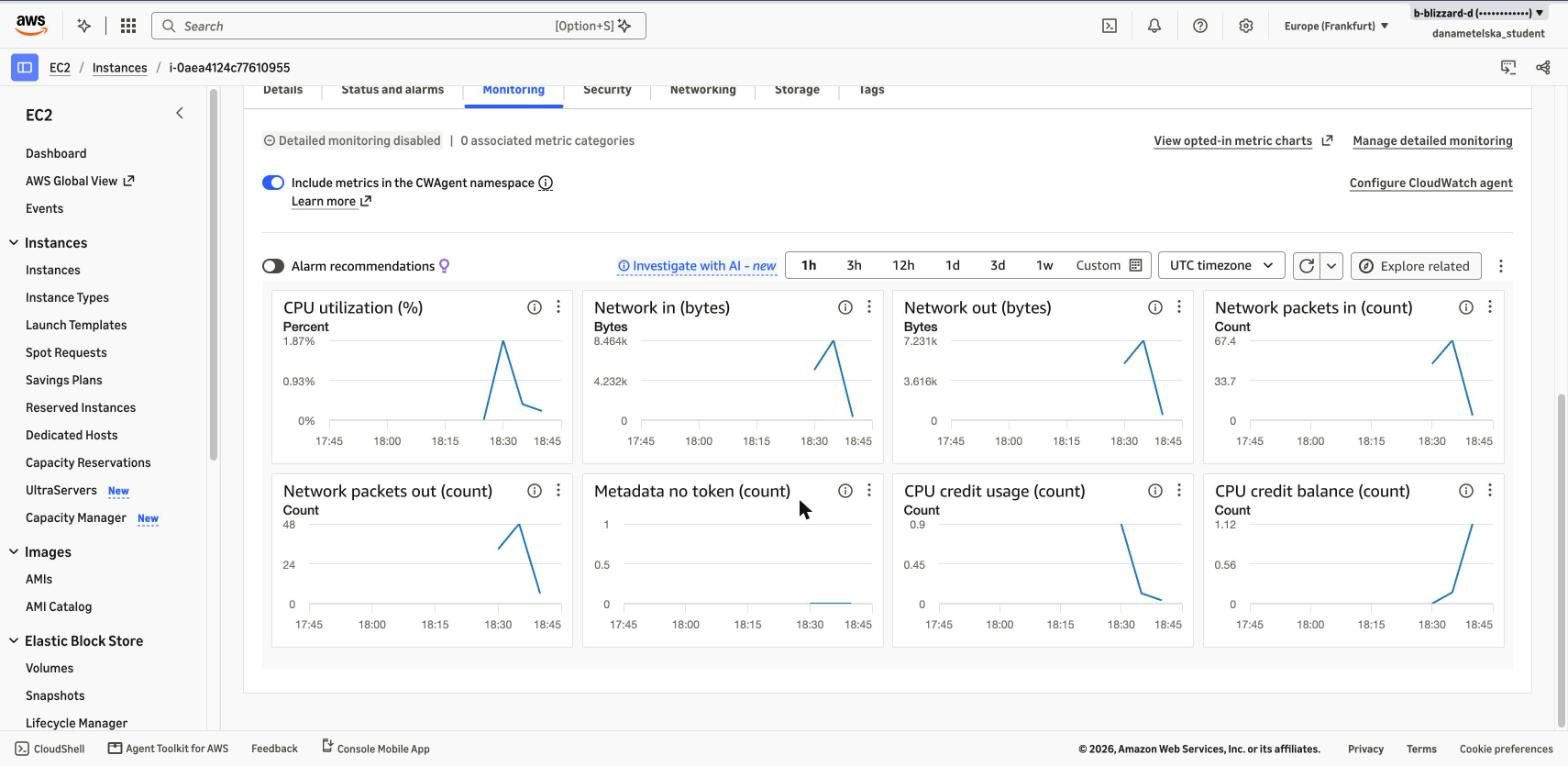 aws
Search [Option+S]
Europe (Frankfurt)
b-blizzard-d (••••••••••••)
danametelska_student
EC2 / Instances / i-0aea4124c77610955
EC2
Dashboard
AWS Global View
Events
Instances
Instances
Instance Types
Launch Templates
Spot Requests
Savings Plans
Reserved Instances
Dedicated Hosts
Capacity Reservations
UltraServers New
Capacity Manager New
Images
AMIs
AMI Catalog
Elastic Block Store
Volumes
Snapshots
Lifecycle Manager
Details Status and alarms Monitoring Security Networking Storage Tags
Detailed monitoring disabled | 0 associated metric categories
View opted-in metric charts Manage detailed monitoring
Include metrics in the CWAgent namespace
Learn more
Configure CloudWatch agent
Alarm recommendations
Investigate with AI - new
1h 3h 12h 1d 3d 1w Custom
UTC timezone
Explore related
CPU utilization (%)
Percent
1.87%
0.93%
0%
17:45 18:00 18:15 18:30 18:45
Network in (bytes)
Bytes
8.464k
4.232k
0
17:45 18:00 18:15 18:30 18:45
Network out (bytes)
Bytes
7.231k
3.616k
0
17:45 18:00 18:15 18:30 18:45
Network packets in (count)
Count
67.4
33.7
0
17:45 18:00 18:15 18:30 18:45
Network packets out (count)
Count
48
24
0
17:45 18:00 18:15 18:30 18:45
Metadata no token (count)
Count
1
0.5
0
17:45 18:00 18:15 18:30 18:45
CPU credit usage (count)
Count
0.9
0.45
0
17:45 18:00 18:15 18:30 18:45
CPU credit balance (count)
Count
1.12
0.56
0
17:45 18:00 18:15 18:30 18:45
CloudShell Agent Toolkit for AWS Feedback Console Mobile App
© 2026, Amazon Web Services, Inc. or its affiliates. Privacy Terms Cookie preferences